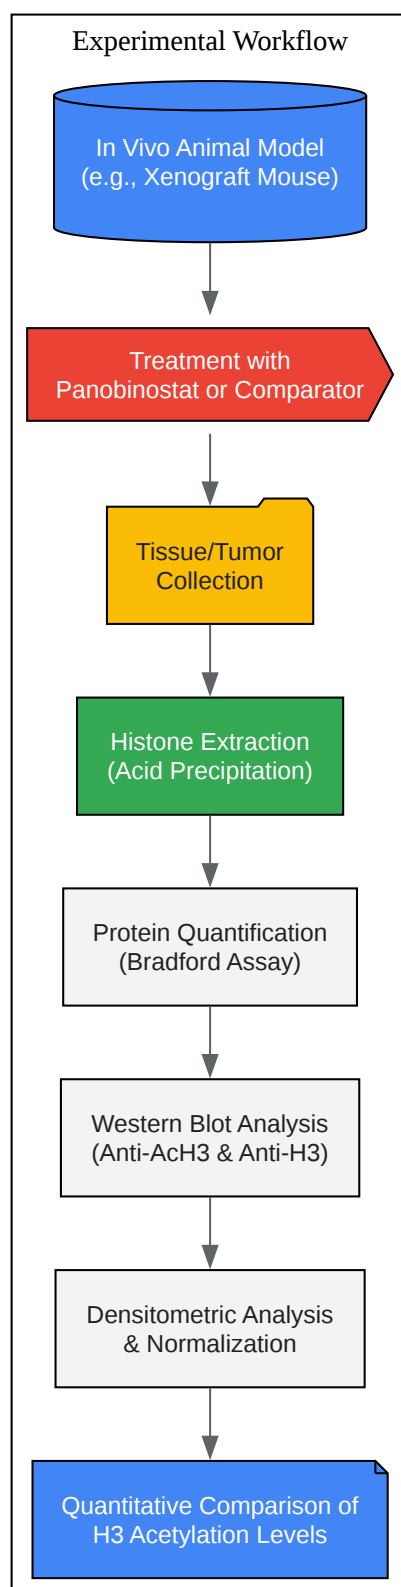 Experimental Workflow
In Vivo Animal Model
(e.g., Xenograft Mouse)
Treatment with
Panobinostat or Comparator
Tissue/Tumor
Collection
Histone Extraction
(Acid Precipitation)
Protein Quantification
(Bradford Assay)
Western Blot Analysis
(Anti-AcH3 & Anti-H3)
Densitometric Analysis
& Normalization
Quantitative Comparison of
H3 Acetylation Levels